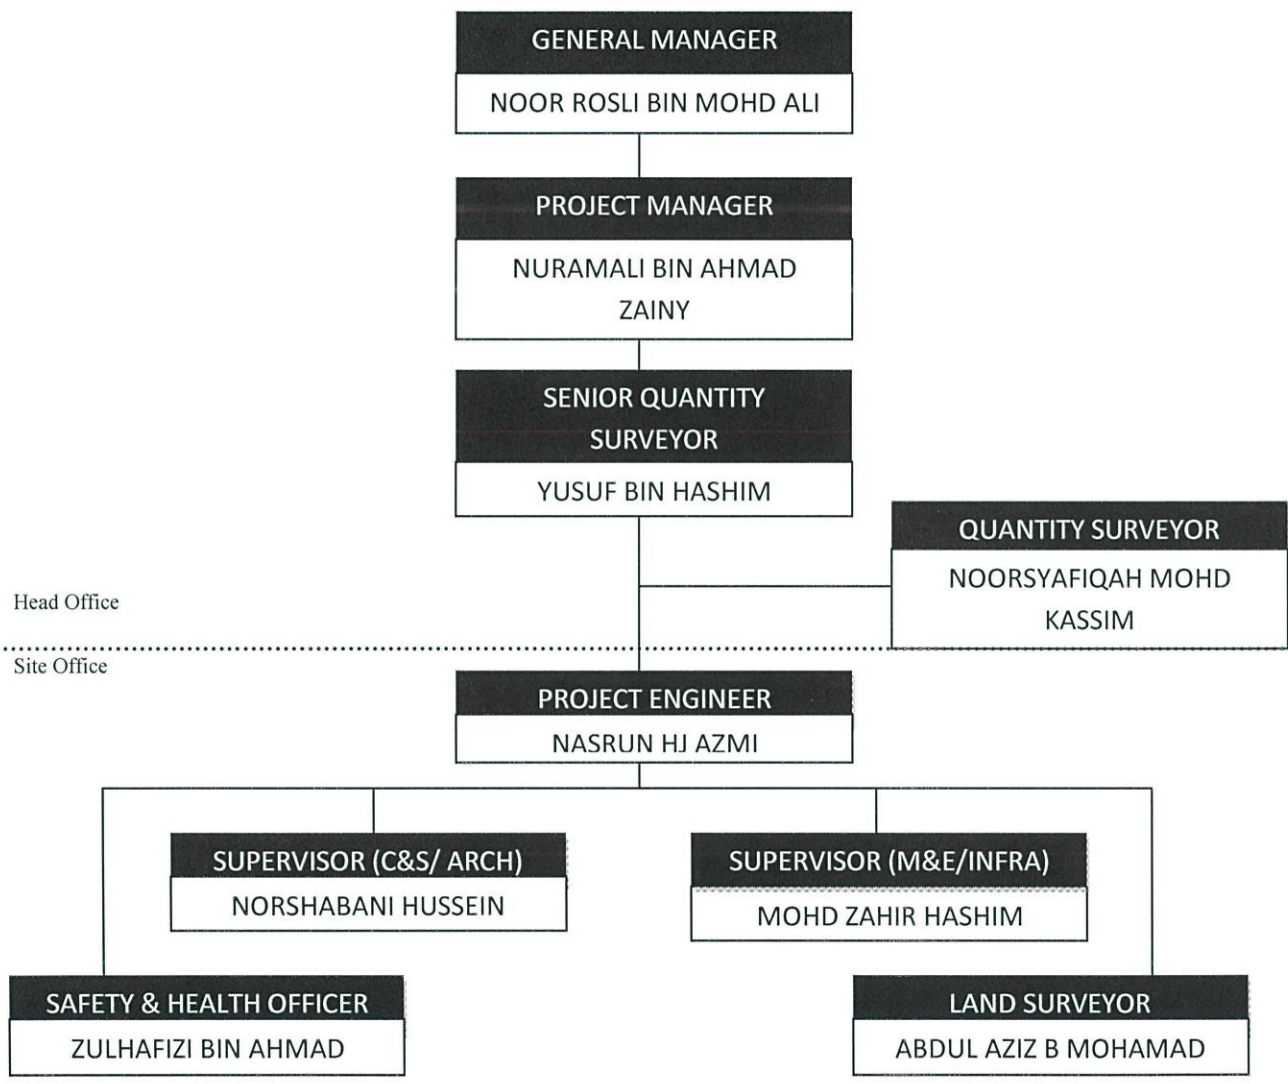 GENERAL MANAGER
NOOR ROSLI BIN MOHD ALI
PROJECT MANAGER
NURAMALI BIN AHMAD
ZAINY
SENIOR QUANTITY
SURVEYOR
YUSUF BIN HASHIM
QUANTITY SURVEYOR
NOORSYAFIQAH MOHD
KASSIM
Head Office
Site Office
PROJECT ENGINEER
NASRUN HJ AZMI
SUPERVISOR (C&S/ ARCH)
NORSHABANI HUSSEIN
SUPERVISOR (M&E/INFRA)
MOHD ZAHIR HASHIM
SAFETY & HEALTH OFFICER
ZULHAFIZI BIN AHMAD
LAND SURVEYOR
ABDUL AZIZ B MOHAMAD